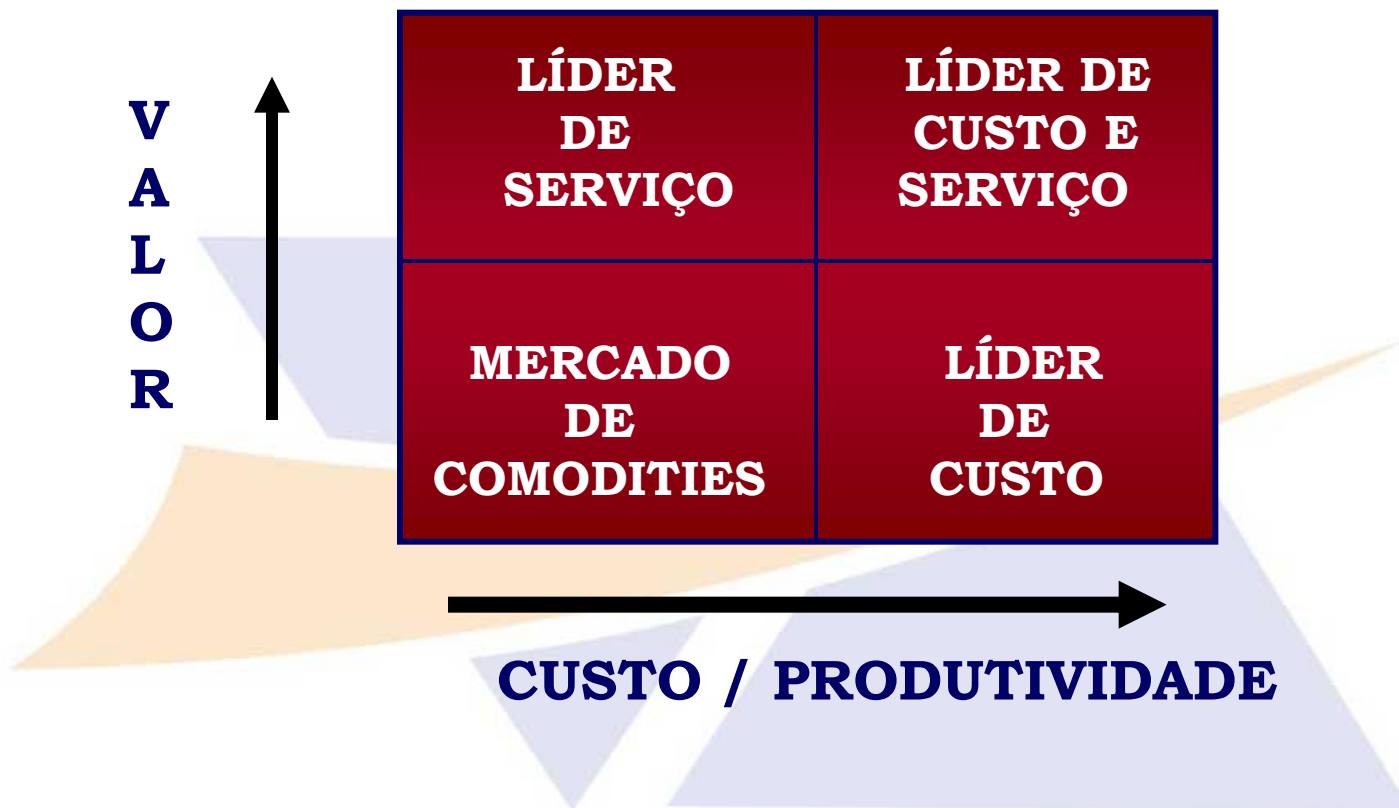 V
A
L
O
R
LÍDER
DE
SERVIÇO
LÍDER DE
CUSTO E
SERVIÇO
MERCADO
DE
COMODITIES
LÍDER
DE
CUSTO
CUSTO / PRODUTIVIDADE